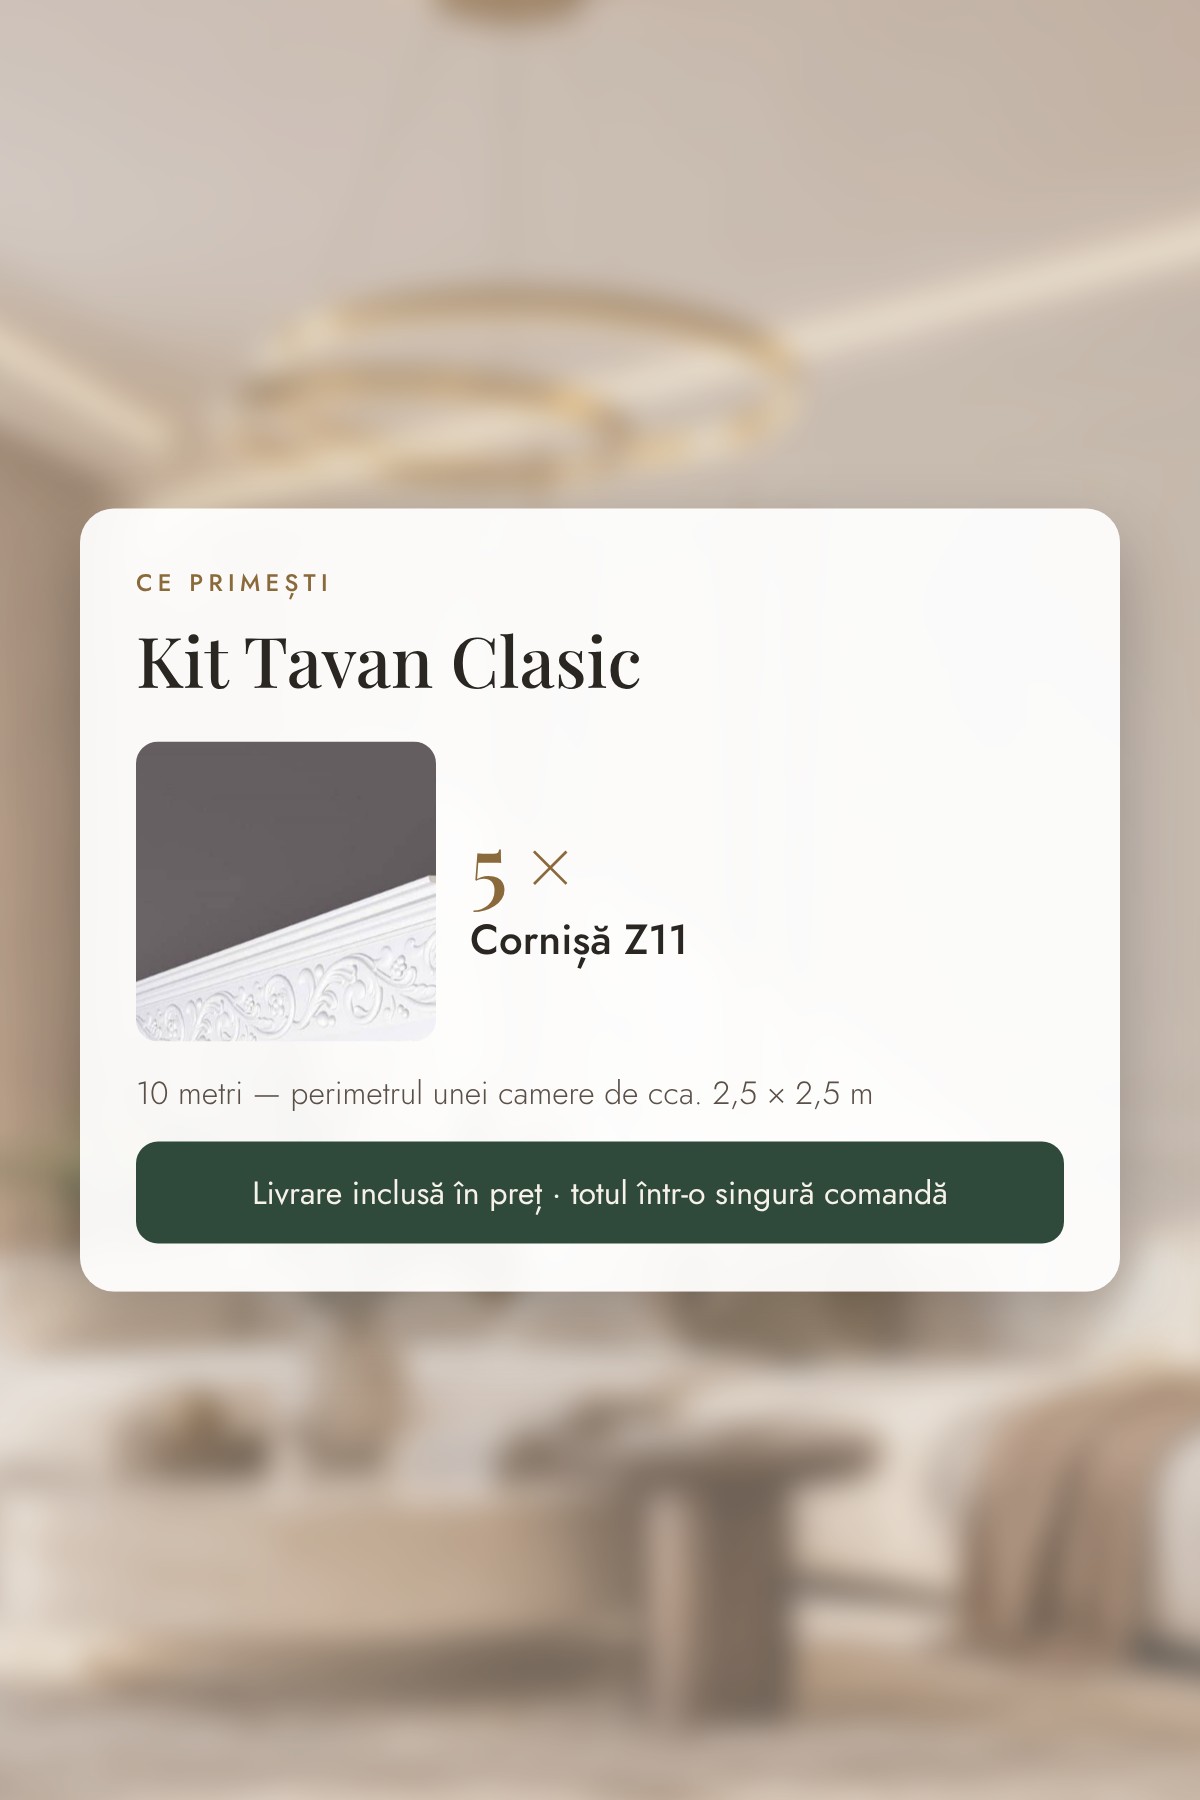 CE PRIMEȘTI
Kit Tavan Clasic
5 ×
Cornișă Z11
10 metri — perimetrul unei camere de cca. 2,5 × 2,5 m
Livrare inclusă în preț · totul într-o singură comandă